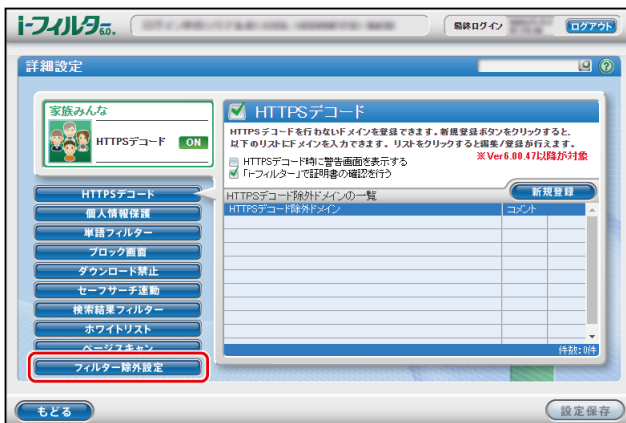 i-フィルター6.0.
最終ログイン
ログアウト
詳細設定
家族みんな
HTTPSデコード ON
HTTPSデコード
個人情報保護
単語フィルター
ブロック画面
ダウンロード禁止
セーフサーチ連動
検索結果フィルター
ホワイトリスト
ページスキャン
フィルター除外設定
HTTPSデコード
HTTPSデコードを行わないドメインを登録できます。新規登録ボタンをクリックすると、
以下のリストにドメインを入力できます。リストをクリックすると編集/登録が行えます。
※Ver6.00.47以降が対象
HTTPSデコード時に警告画面を表示する
「i-フィルター」で証明書の確認を行う
HTTPSデコード除外ドメインの一覧
新規登録
HTTPSデコード除外ドメイン コメント
件数:0件
もどる
設定保存